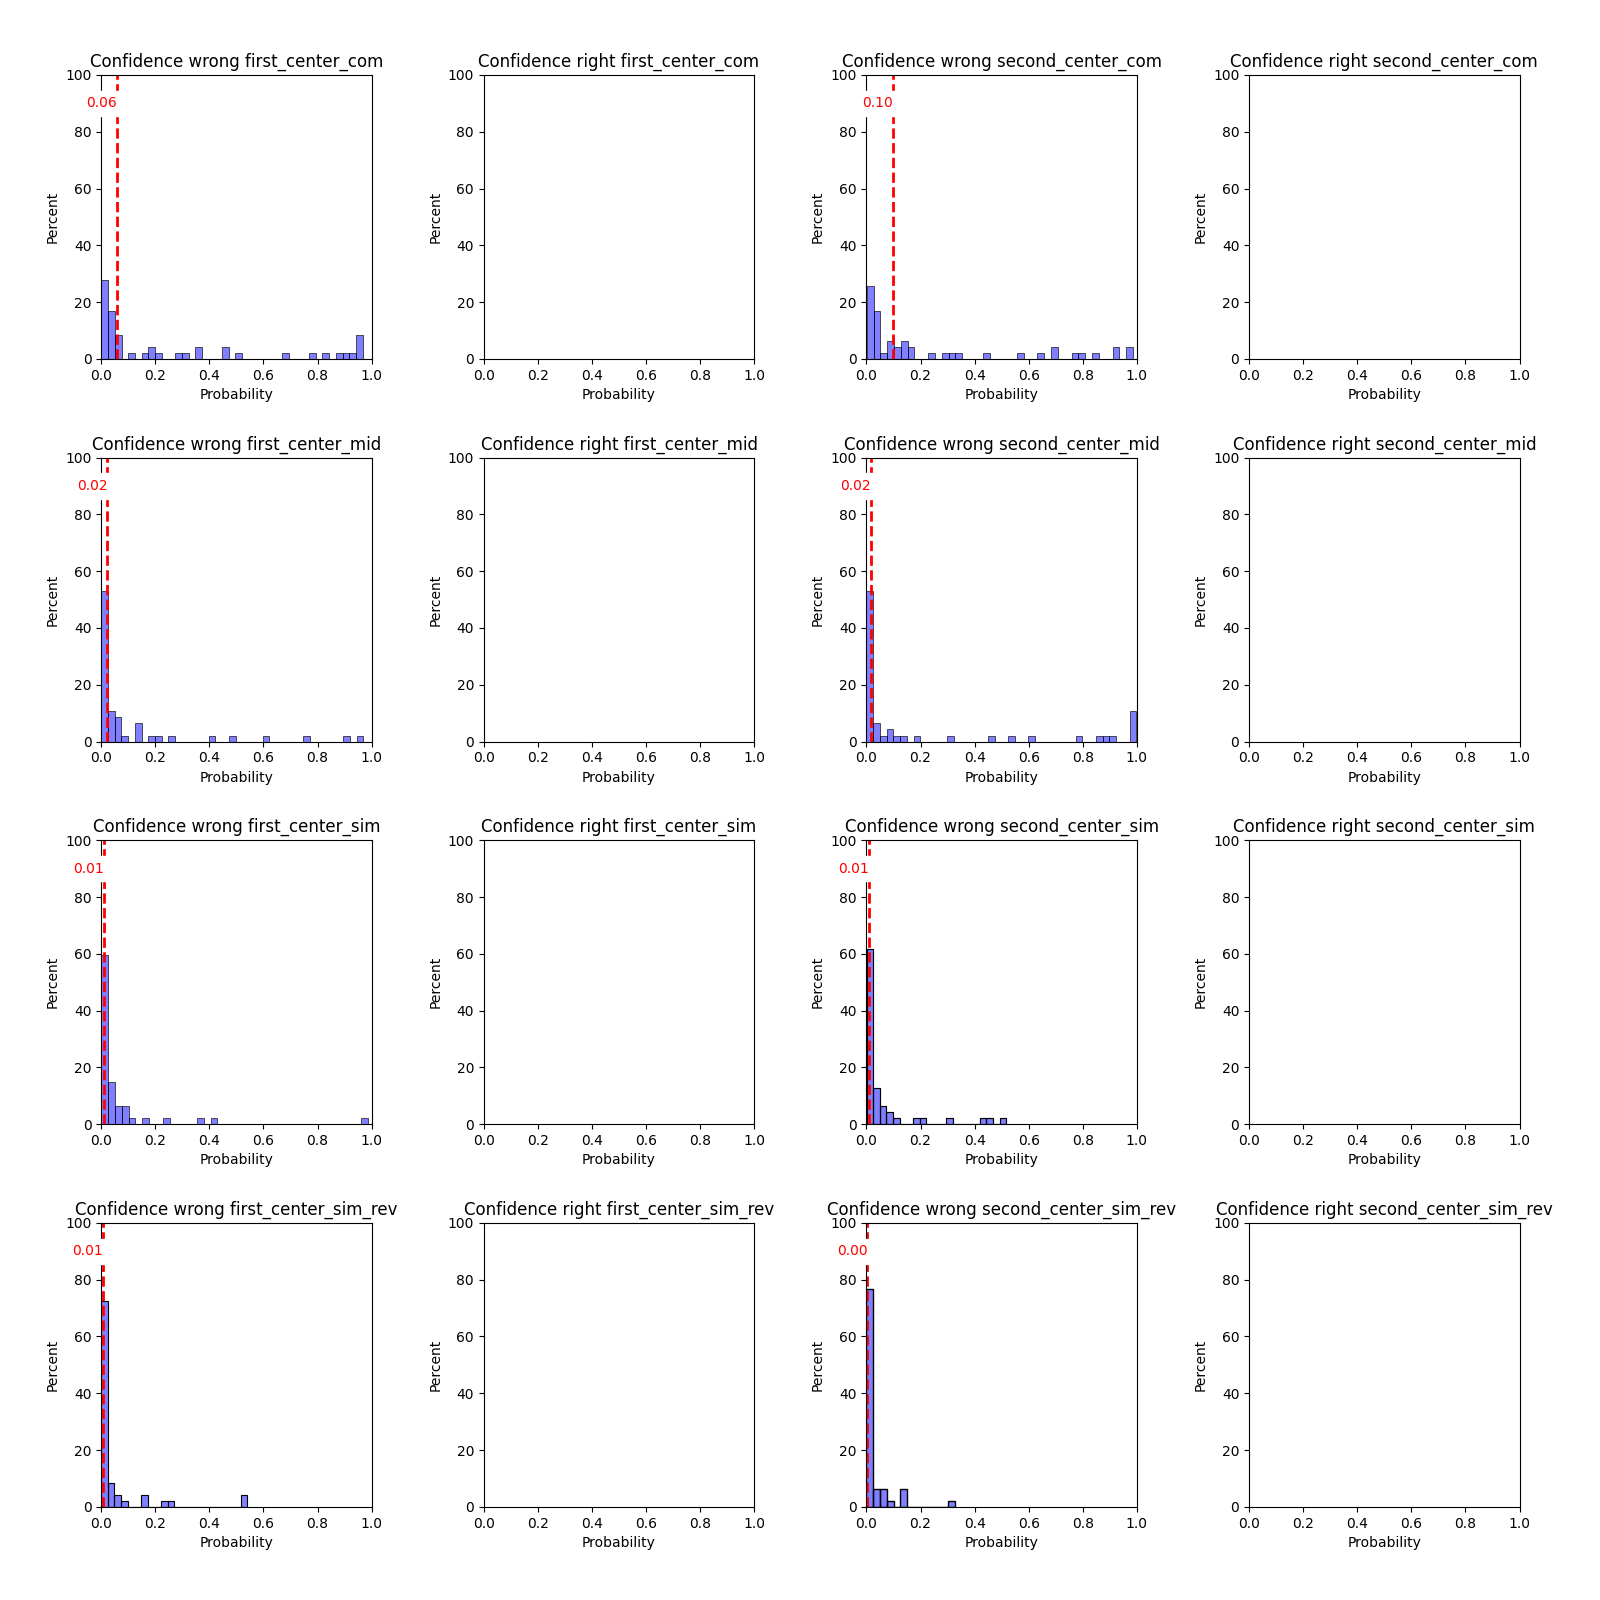 Confidence wrong first_center_com
100
0.06
80
60
40
20
0
Percent
0.0 0.2 0.4 0.6 0.8 1.0
Probability
Confidence right first_center_com
100
80
60
40
20
0
Percent
0.0 0.2 0.4 0.6 0.8 1.0
Probability
Confidence wrong second_center_com
100
0.10
80
60
40
20
0
Percent
0.0 0.2 0.4 0.6 0.8 1.0
Probability
Confidence right second_center_com
100
80
60
40
20
0
Percent
0.0 0.2 0.4 0.6 0.8 1.0
Probability
Confidence wrong first_center_mid
100
0.02
80
60
40
20
0
Percent
0.0 0.2 0.4 0.6 0.8 1.0
Probability
Confidence right first_center_mid
100
80
60
40
20
0
Percent
0.0 0.2 0.4 0.6 0.8 1.0
Probability
Confidence wrong second_center_mid
100
0.02
80
60
40
20
0
Percent
0.0 0.2 0.4 0.6 0.8 1.0
Probability
Confidence right second_center_mid
100
80
60
40
20
0
Percent
0.0 0.2 0.4 0.6 0.8 1.0
Probability
Confidence wrong first_center_sim
100
0.01
80
60
40
20
0
Percent
0.0 0.2 0.4 0.6 0.8 1.0
Probability
Confidence right first_center_sim
100
80
60
40
20
0
Percent
0.0 0.2 0.4 0.6 0.8 1.0
Probability
Confidence wrong second_center_sim
100
0.01
80
60
40
20
0
Percent
0.0 0.2 0.4 0.6 0.8 1.0
Probability
Confidence right second_center_sim
100
80
60
40
20
0
Percent
0.0 0.2 0.4 0.6 0.8 1.0
Probability
Confidence wrong first_center_sim_rev
100
0.01
80
60
40
20
0
Percent
0.0 0.2 0.4 0.6 0.8 1.0
Probability
Confidence right first_center_sim_rev
100
80
60
40
20
0
Percent
0.0 0.2 0.4 0.6 0.8 1.0
Probability
Confidence wrong second_center_sim_rev
100
0.00
80
60
40
20
0
Percent
0.0 0.2 0.4 0.6 0.8 1.0
Probability
Confidence right second_center_sim_rev
100
80
60
40
20
0
Percent
0.0 0.2 0.4 0.6 0.8 1.0
Probability